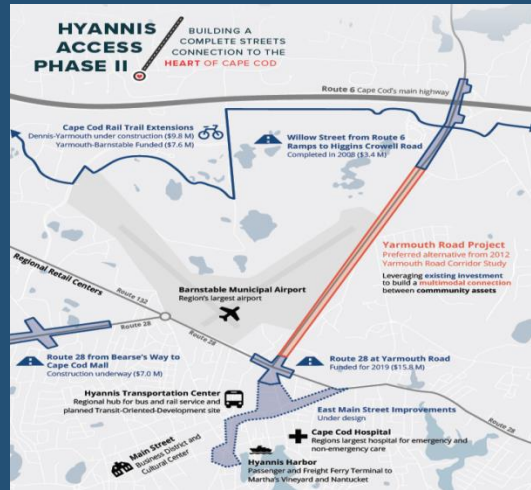 HYANNIS
ACCESS
PHASE II
BUILDING A
COMPLETE STREETS
CONNECTION TO THE
HEART OF CAPE COD
Route 6 Cape Cod's main highway
Cape Cod Rail Trail Extensions
Dennis-Yarmouth under construction ($9.8 M)
Yarmouth-Barnstable Funded ($7.6 M)
Willow Street from Route 6
Ramps to Higgins Crowell Road
Completed in 2008 ($3.4 M)
Yarmouth Road Project
Preferred alternative from 2012
Yarmouth Road Corridor Study
Leveraging existing investment
to build a multimodal connection
between commmunity assets
Regional Retail Centers
Route 132
Barnstable Municipal Airport
Region's largest airport
Route 28
Route 28
Route 28 from Bearse's Way to
Cape Cod Mall
Construction underway ($7.0 M)
Route 28 at Yarmouth Road
Funded for 2019 ($15.8 M)
Hyannis Transportation Center
Regional hub for bus and rail service and
planned Transit-Oriented-Development site
East Main Street Improvements
Under design
Route 28
Main Street
Business District and
Cultural Center
Cape Cod Hospital
Regions largest hospital for emergency and
non-emergency care
Hyannis Harbor
Passenger and Freight Ferry Terminal to
Martha's Vineyard and Nantucket